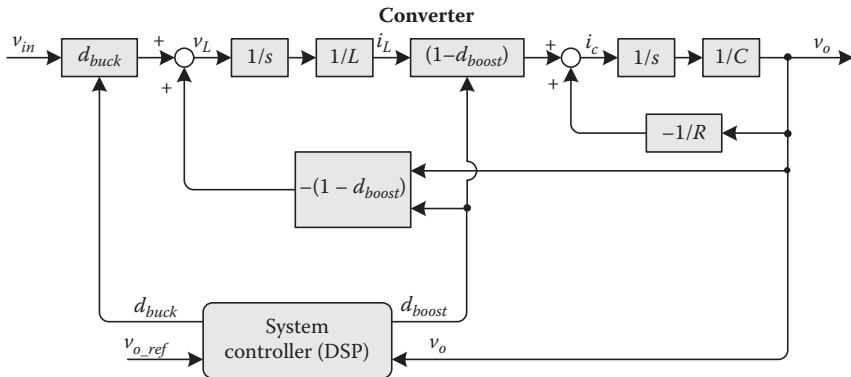 Converter
v_in
d_buck
+
+
v_L
1/s
1/L
i_L
(1–d_boost)
+
+
i_c
1/s
1/C
v_o
–1/R
–(1 – d_boost)
d_buck
d_boost
System
controller (DSP)
v_o_ref
v_o